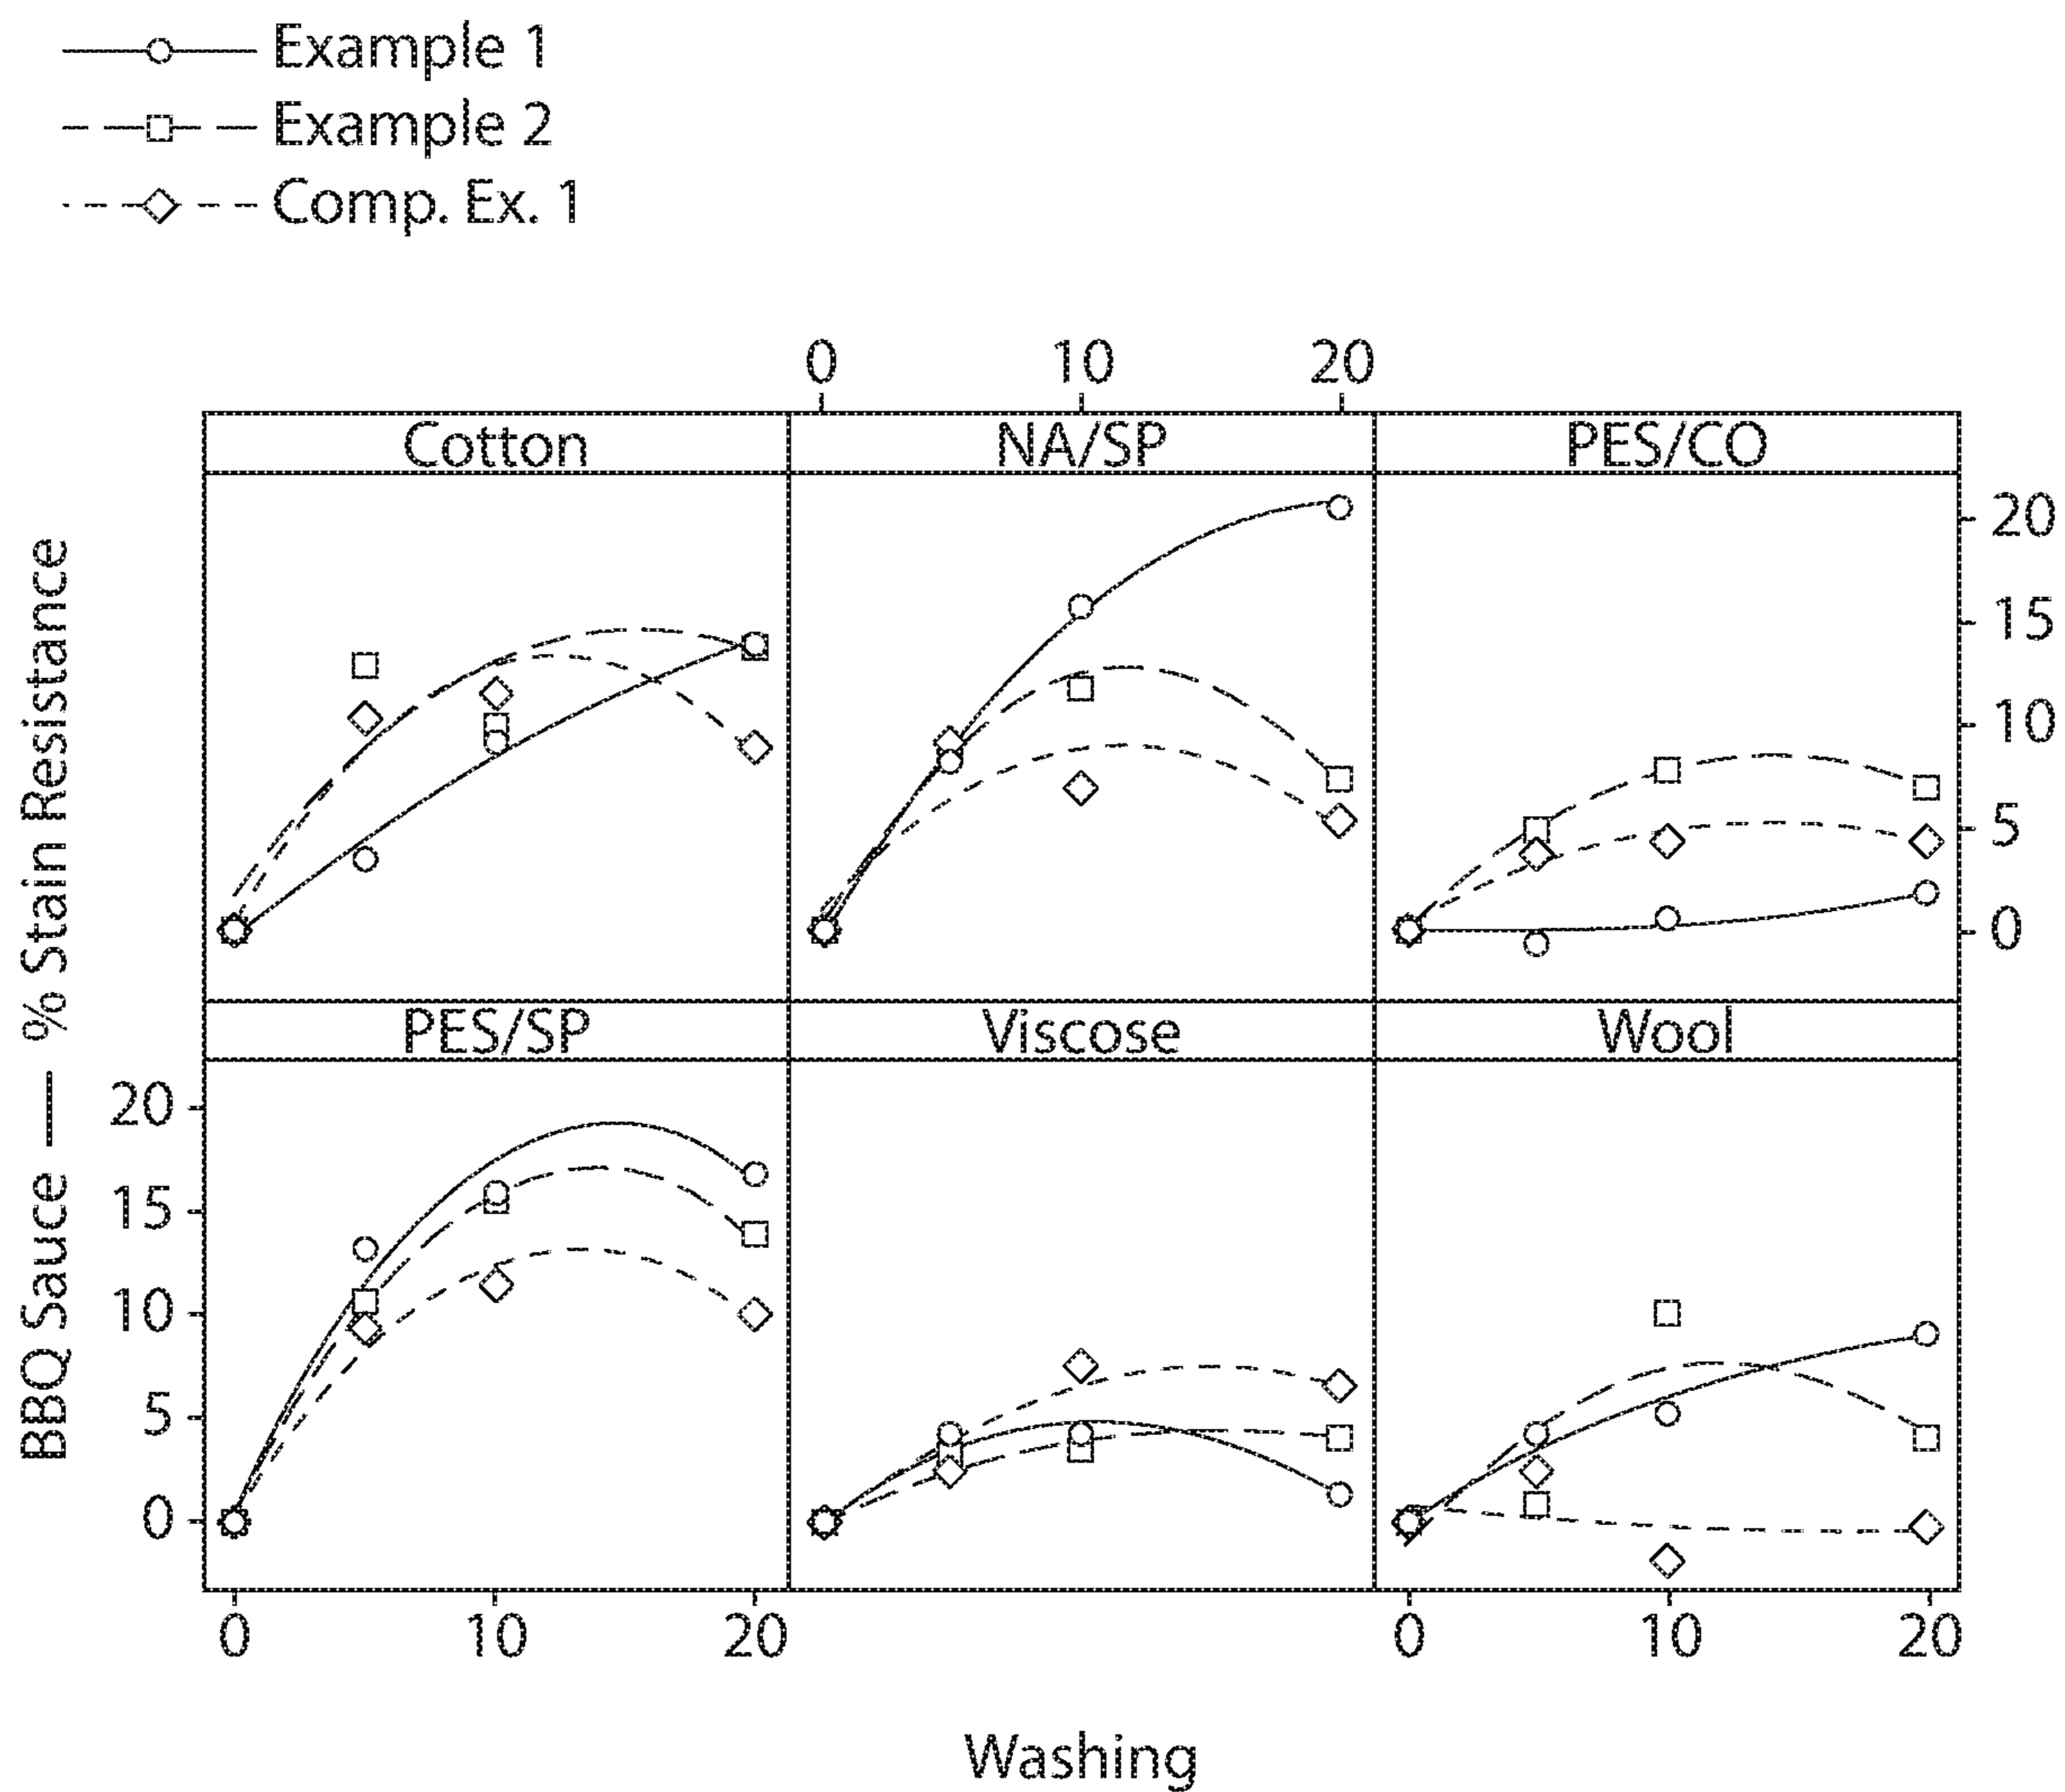 Example 1
Example 2
Comp. Ex. 1
0 10 20
Cotton NA/SP PES/CO
20
15
10
5
0
PES/SP Viscose Wool
20
15
10
5
0
0 10 20 0 10 20
BBQ Sauce — % Stain Resistance
Washing